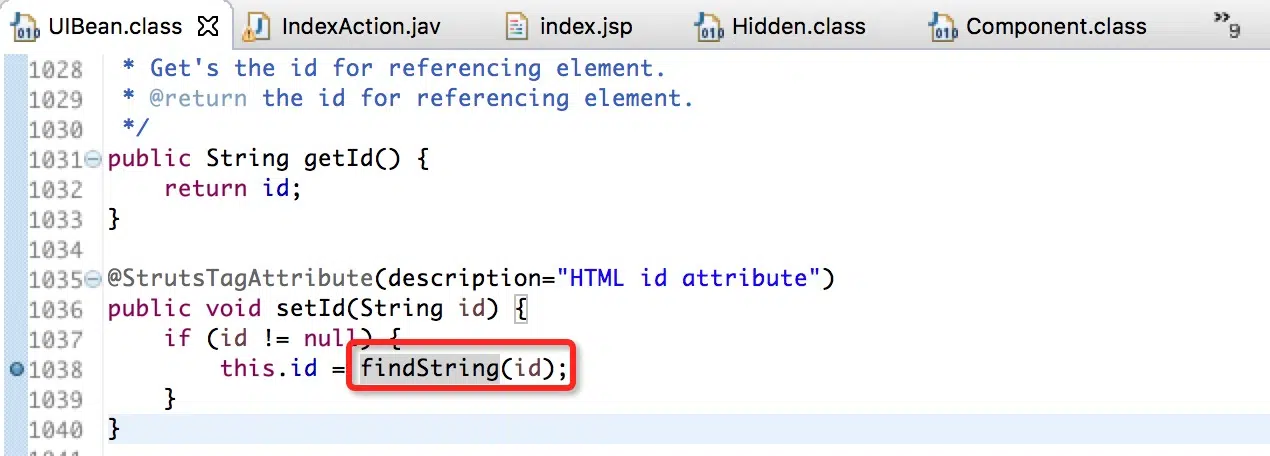 UIBean.class IndexAction.jav index.jsp Hidden.class Component.class »9
1028 * Get's the id for referencing element.
1029 * @return the id for referencing element.
1030 */
1031 public String getId() {
1032 return id;
1033 }
1034
1035 @StrutsTagAttribute(description="HTML id attribute")
1036 public void setId(String id) {
1037 if (id != null) {
1038 this.id = findString(id);
1039 }
1040 }